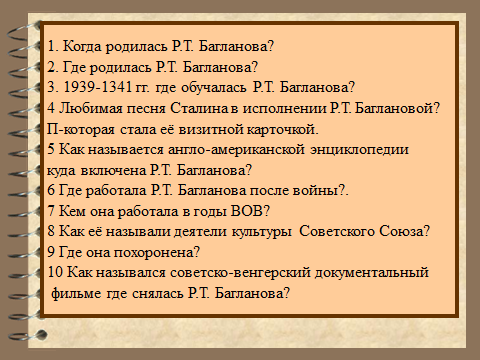 1. Когда родилась Р.Т. Багланова?
2. Где родилась Р.Т. Багланова?
3. 1939-1341 гг. где обучалась Р.Т. Багланова?
4 Любимая песня Сталина в исполнении Р.Т. Баглановой?
П-которая стала её визитной карточкой.
5 Как называется англо-американской энциклопедии
куда включена Р.Т. Багланова?
6 Где работала Р.Т. Багланова после войны?.
7 Кем она работала в годы ВОВ?
8 Как её называли деятели культуры Советского Союза?
9 Где она похоронена?
10 Как назывался советско-венгерский документальный
фильме где снялась Р.Т. Багланова?